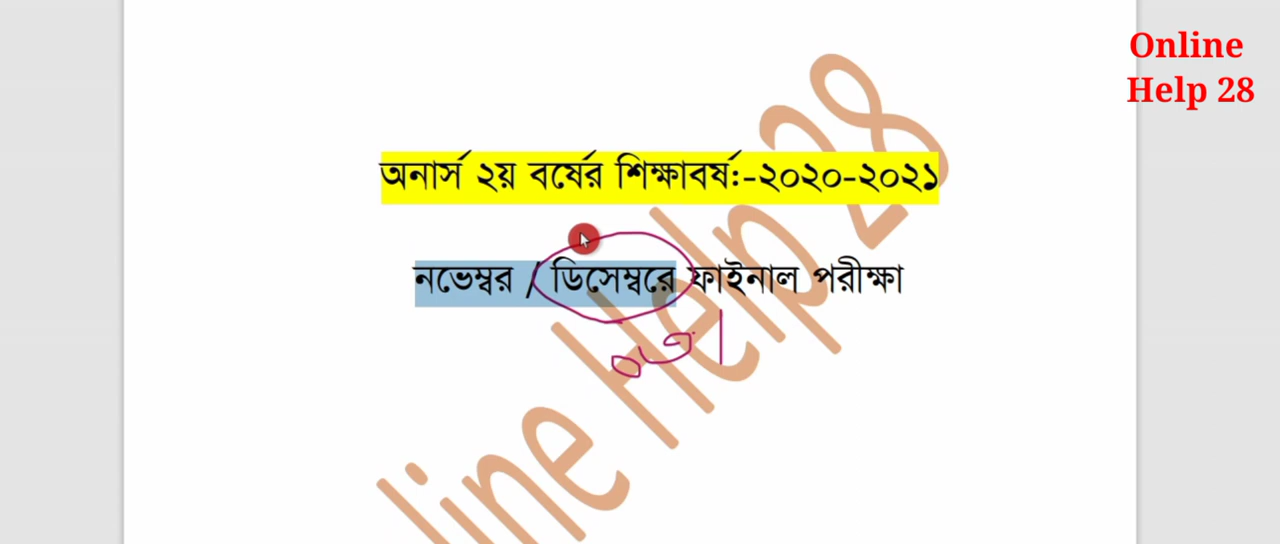 Online
Help 28
অনার্স ২য় বর্ষের শিক্ষাবর্ষ:-২০২০-২০২১
নভেম্বর / ডিসেম্বরে ফাইনাল পরীক্ষা
line Help 28